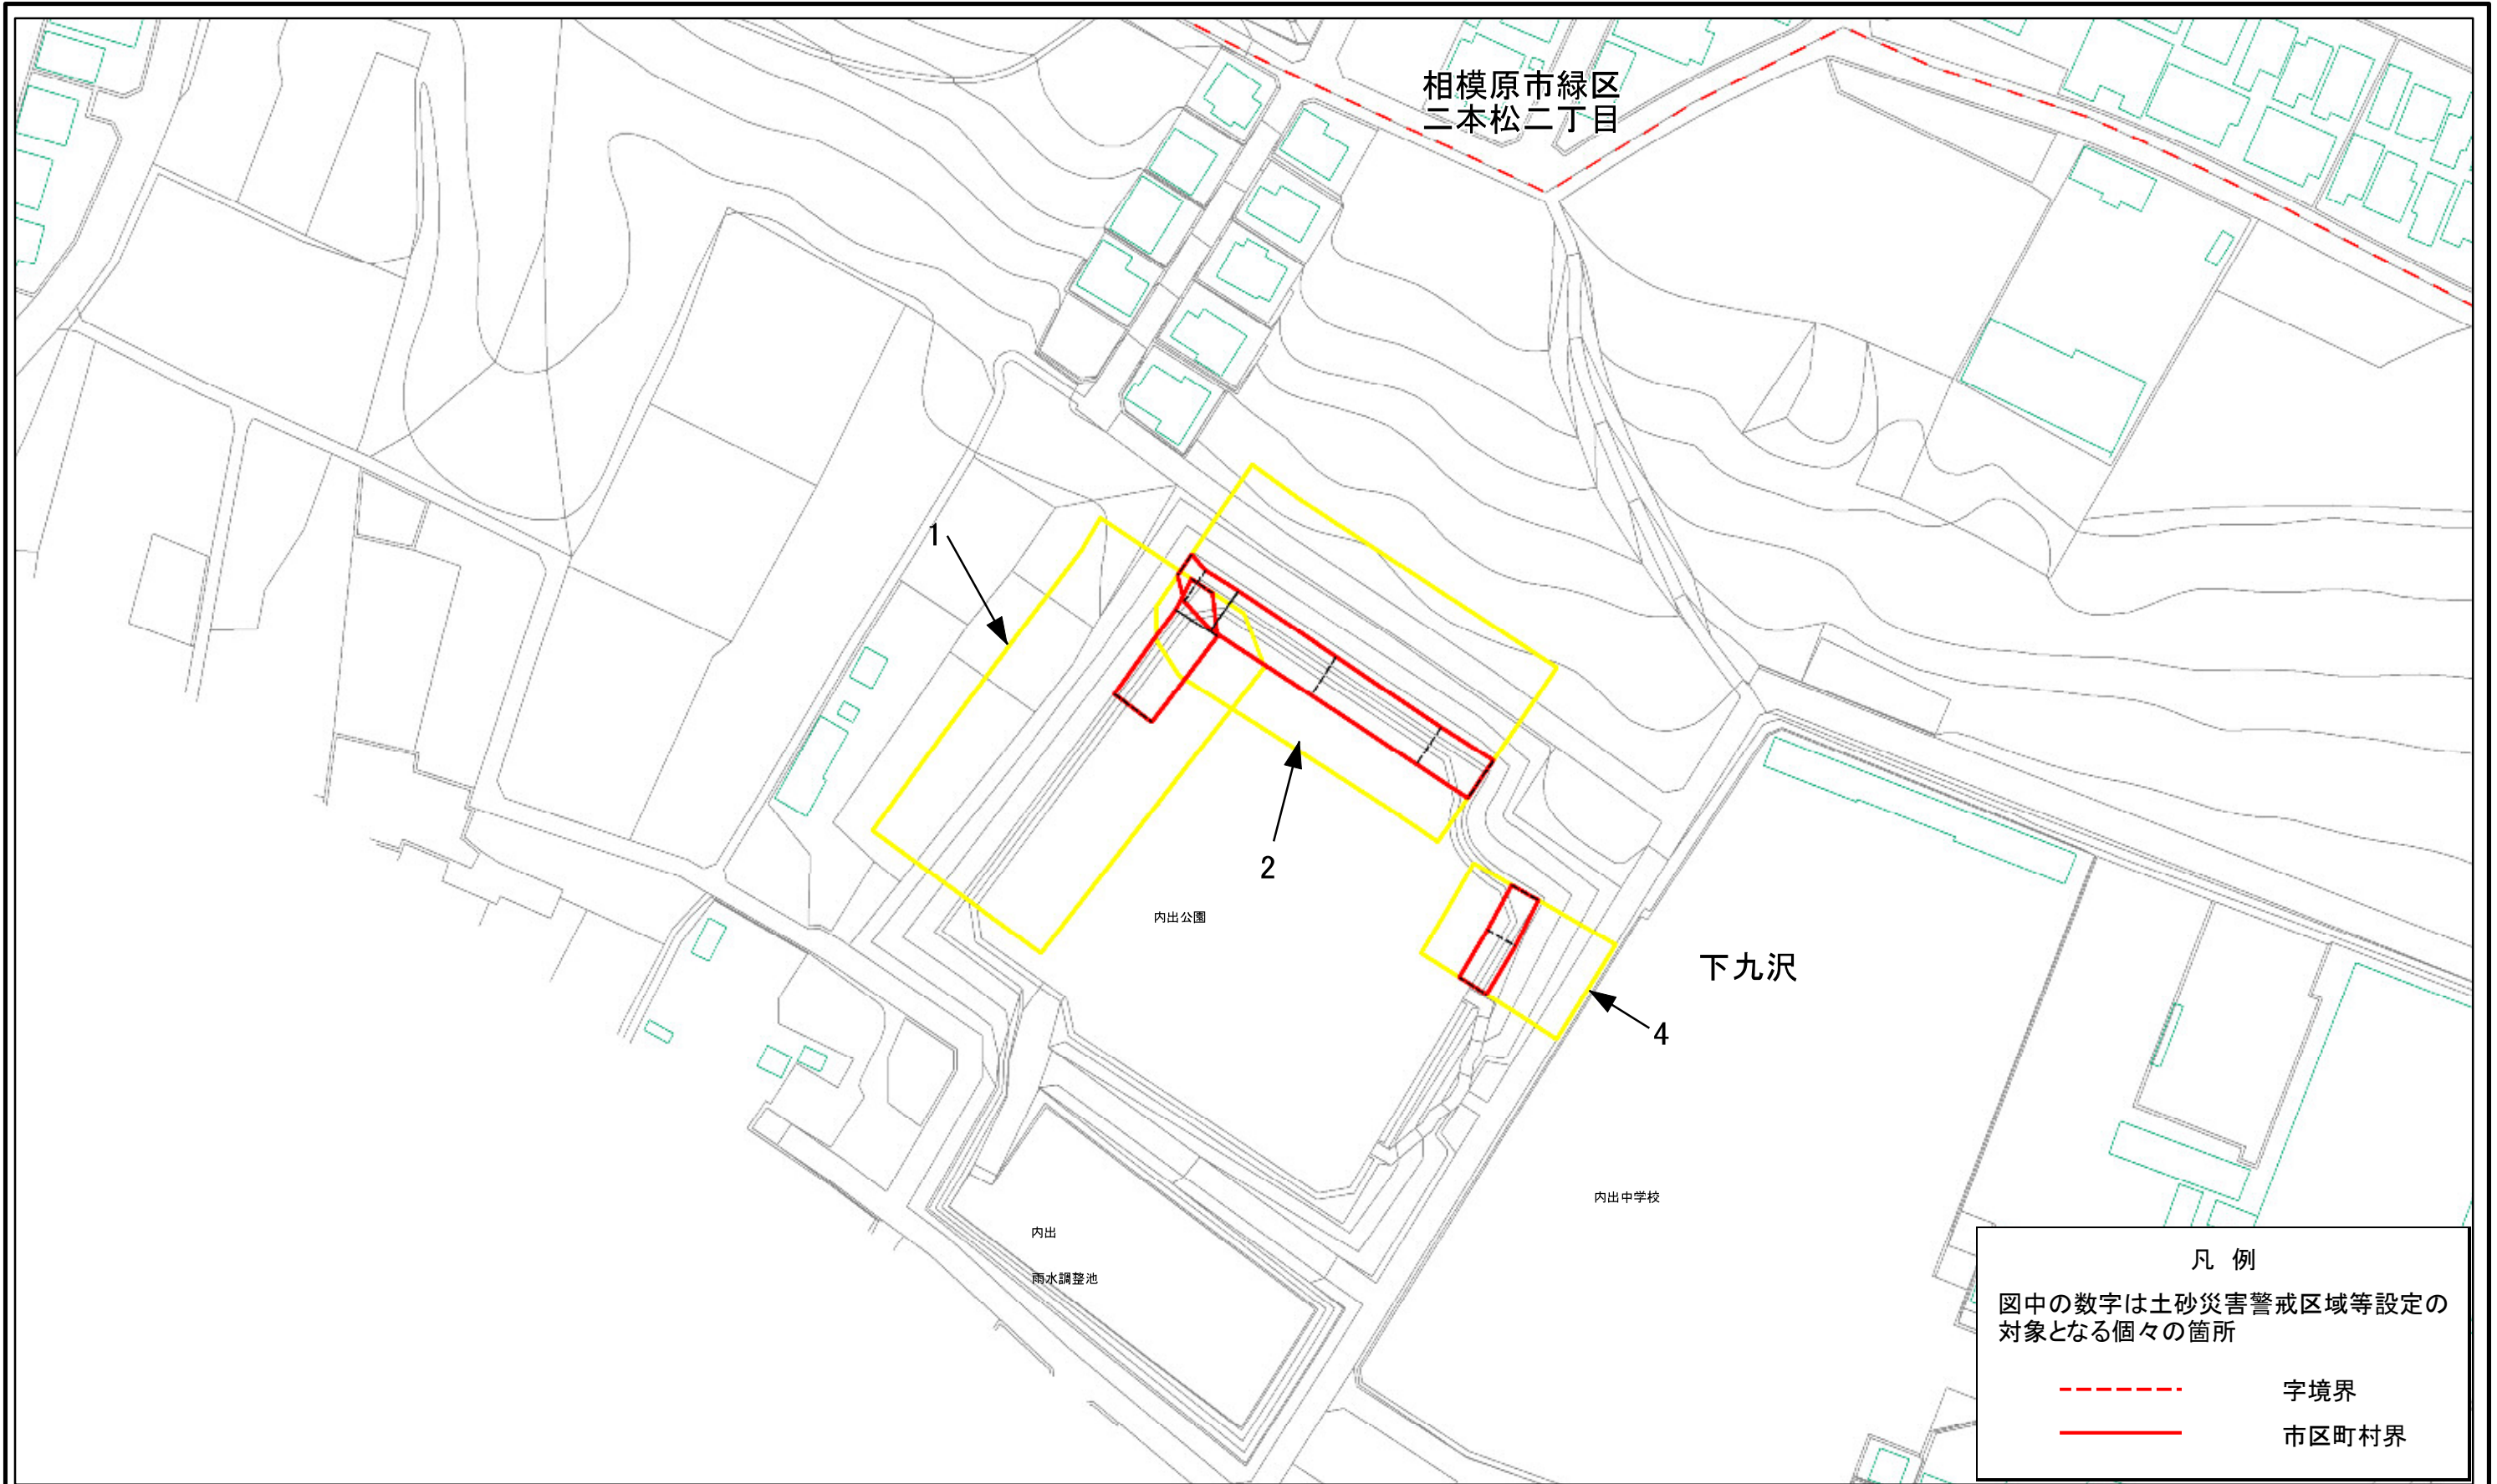 相模原市緑区
二本松二丁目
1
2
内出公園
下九沢
4
内出中学校
内出
雨水調整池
凡 例
図中の数字は土砂災害警戒区域等設定の
対象となる個々の箇所
字境界
市区町村界